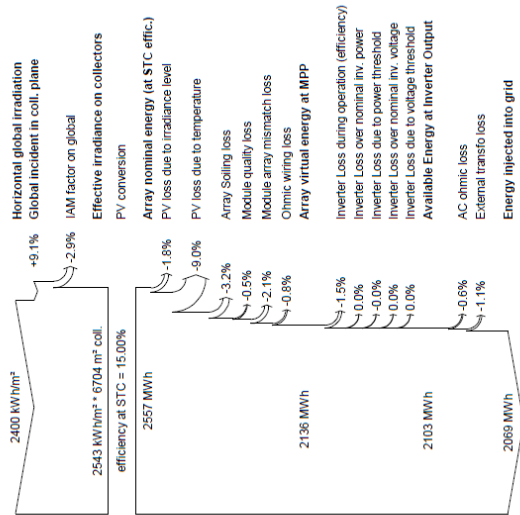 2400 kWh/m²
Horizontal global irradiation
+9.1%
Global incident in coll. plane
-2.9%
IAM factor on global
2543 kWh/m² * 6704 m² coll.
Effective irradiance on collectors
efficiency at STC = 15.00%
PV conversion
2557 MWh
Array nominal energy (at STC effic.)
-1.8%
PV loss due to irradiance level
-9.0%
PV loss due to temperature
-3.2%
Array Soiling loss
-0.5%
Module quality loss
-2.1%
Module array mismatch loss
-0.8%
Ohmic wiring loss
2136 MWh
Array virtual energy at MPP
-1.5%
Inverter Loss during operation (efficiency)
0.0%
Inverter Loss over nominal inv. power
-0.0%
Inverter Loss due to power threshold
0.0%
Inverter Loss over nominal inv. voltage
0.0%
Inverter Loss due to voltage threshold
2103 MWh
Available Energy at Inverter Output
-0.6%
AC ohmic loss
-1.1%
External transfo loss
2069 MWh
Energy injected into grid